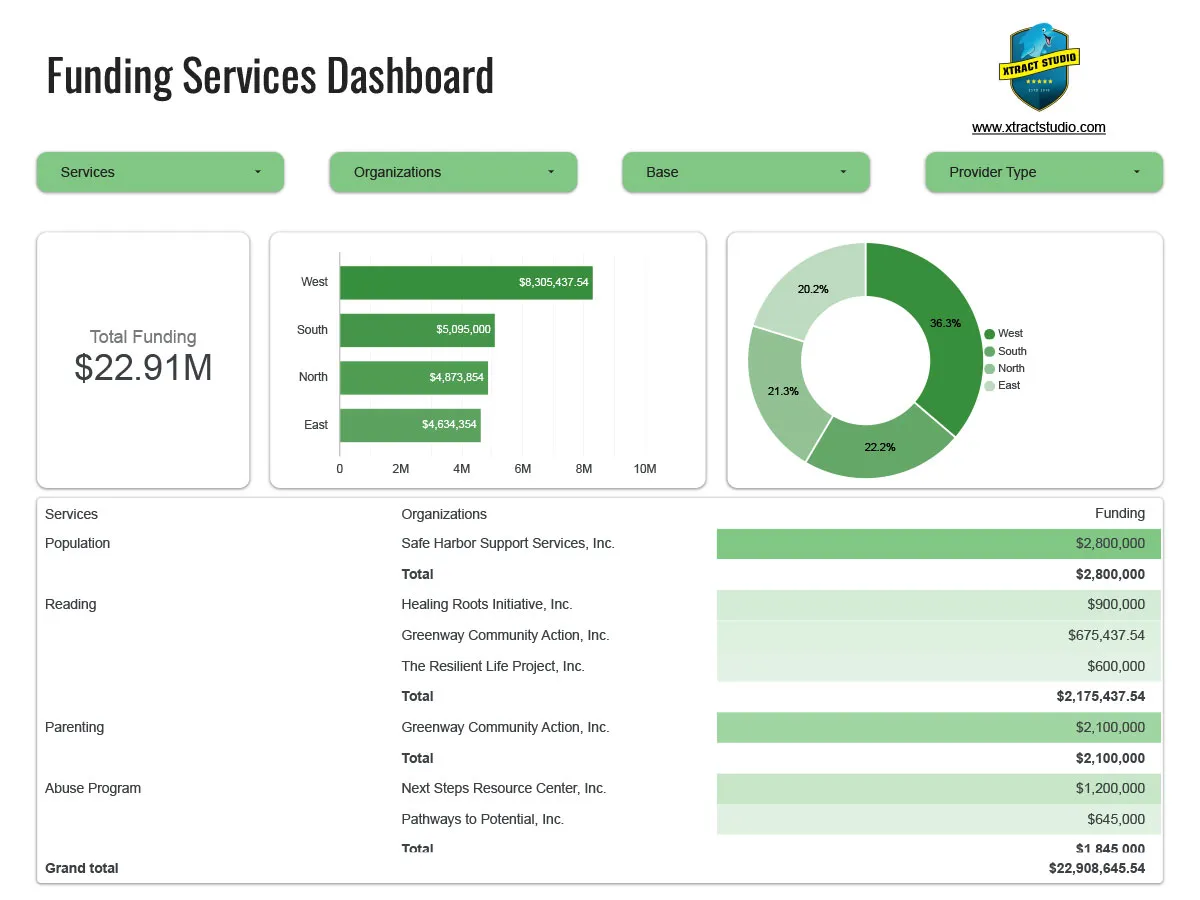 Funding Services Dashboard
XTRACT STUDIO
www.xtractstudio.com
Services
Organizations
Base
Provider Type
Total Funding
$22.91M
West
$8,305,437.54
South
$5,095,000
North
$4,873,854
East
$4,634,354
0 2M 4M 6M 8M 10M
36.3%
22.2%
21.3%
20.2%
West
South
North
East
Services Organizations Funding
Population Safe Harbor Support Services, Inc. $2,800,000
Total $2,800,000
Reading Healing Roots Initiative, Inc. $900,000
Greenway Community Action, Inc. $675,437.54
The Resilient Life Project, Inc. $600,000
Total $2,175,437.54
Parenting Greenway Community Action, Inc. $2,100,000
Total $2,100,000
Abuse Program Next Steps Resource Center, Inc. $1,200,000
Pathways to Potential, Inc. $645,000
Total $1,845,000
Grand total $22,908,645.54